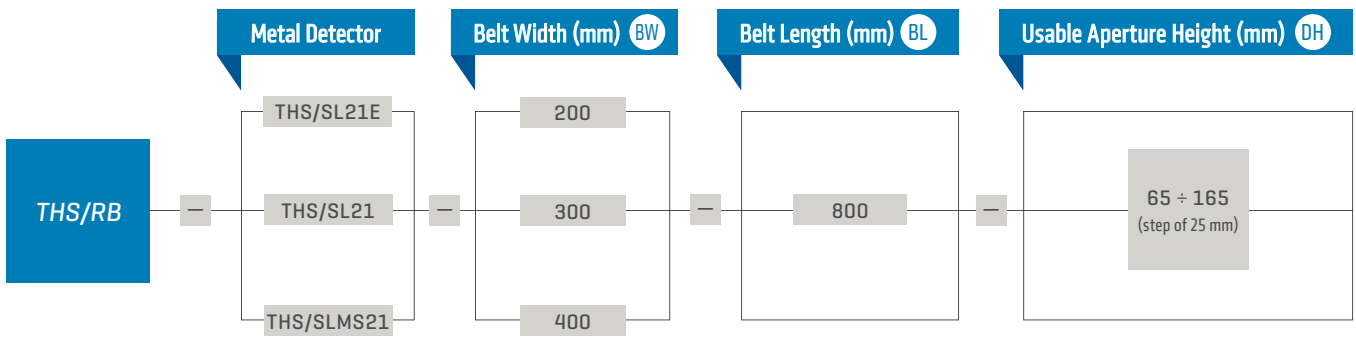 Metal Detector
Belt Width (mm) BW
Belt Length (mm) BL
Usable Aperture Height (mm) DH
THS/RB
—
THS/SL21E
THS/SL21
THS/SLMS21
—
200
300
400
—
800
—
65 ÷ 165
(step of 25 mm)